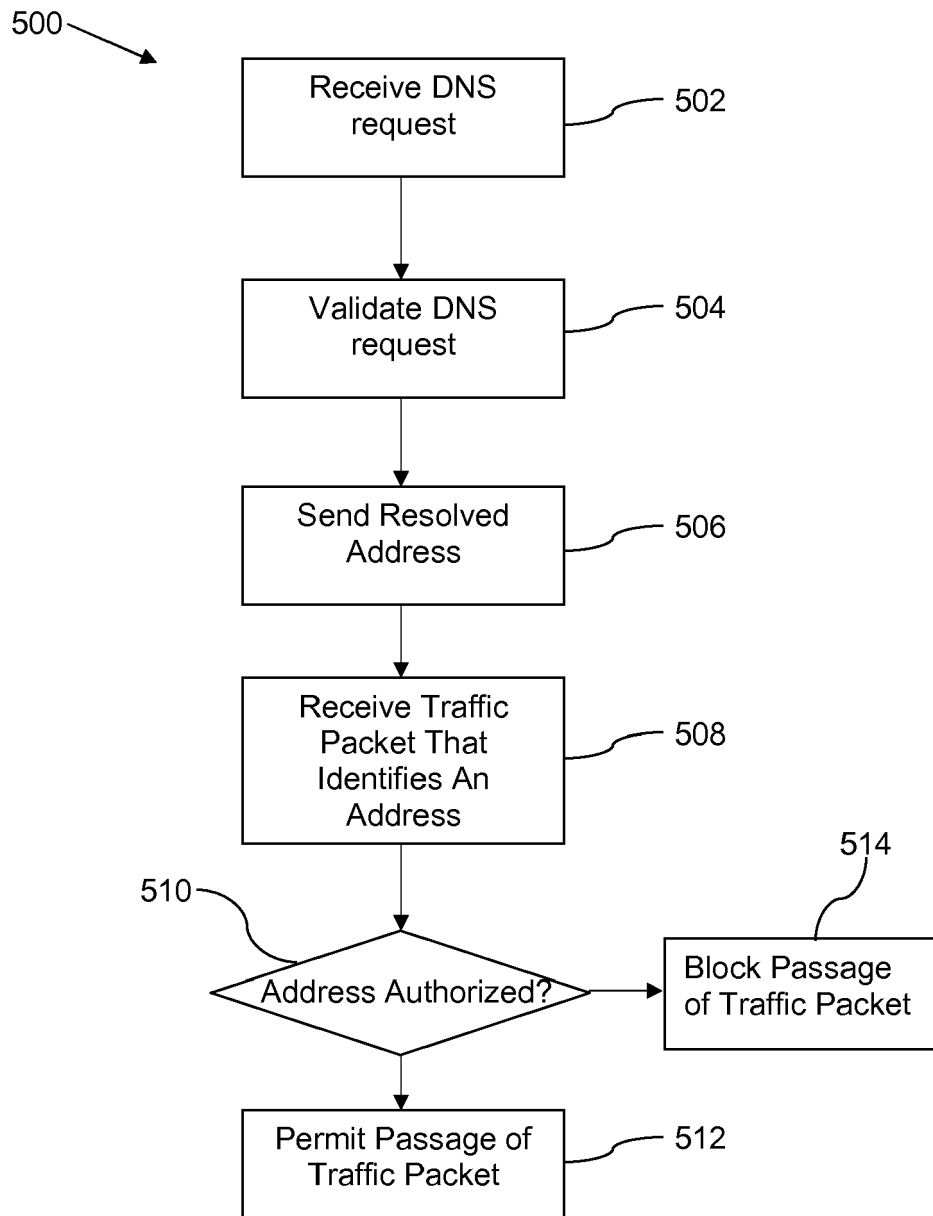 500
Receive DNS
request
502
Validate DNS
request
504
Send Resolved
Address
506
Receive Traffic
Packet That
Identifies An
Address
508
510
Address Authorized?
514
Block Passage
of Traffic Packet
Permit Passage of
Traffic Packet
512